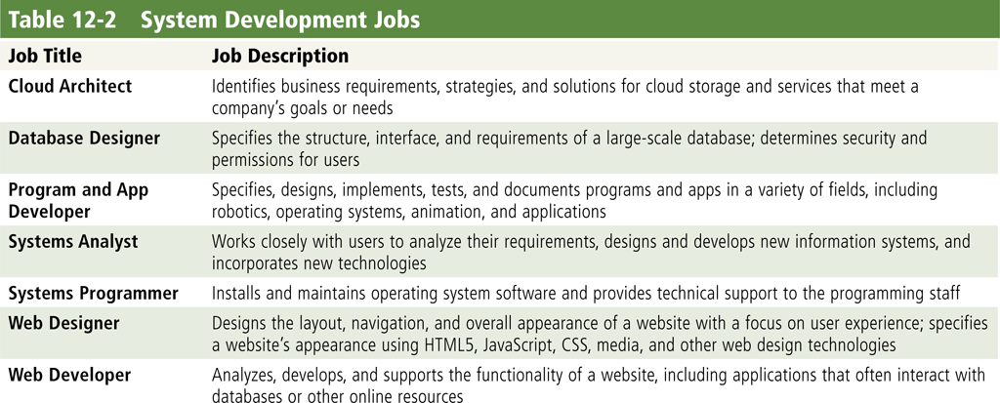 Table 12-2 System Development Jobs
Job Title Job Description
Cloud Architect Identifies business requirements, strategies, and solutions for cloud storage and services that meet a
company’s goals or needs
Database Designer Specifies the structure, interface, and requirements of a large-scale database; determines security and
permissions for users
Program and App Specifies, designs, implements, tests, and documents programs and apps in a variety of fields, including
Developer robotics, operating systems, animation, and applications
Systems Analyst Works closely with users to analyze their requirements, designs and develops new information systems, and
incorporates new technologies
Systems Programmer Installs and maintains operating system software and provides technical support to the programming staff
Web Designer Designs the layout, navigation, and overall appearance of a website with a focus on user experience; specifies
a website’s appearance using HTML5, JavaScript, CSS, media, and other web design technologies
Web Developer Analyzes, develops, and supports the functionality of a website, including applications that often interact with
databases or other online resources